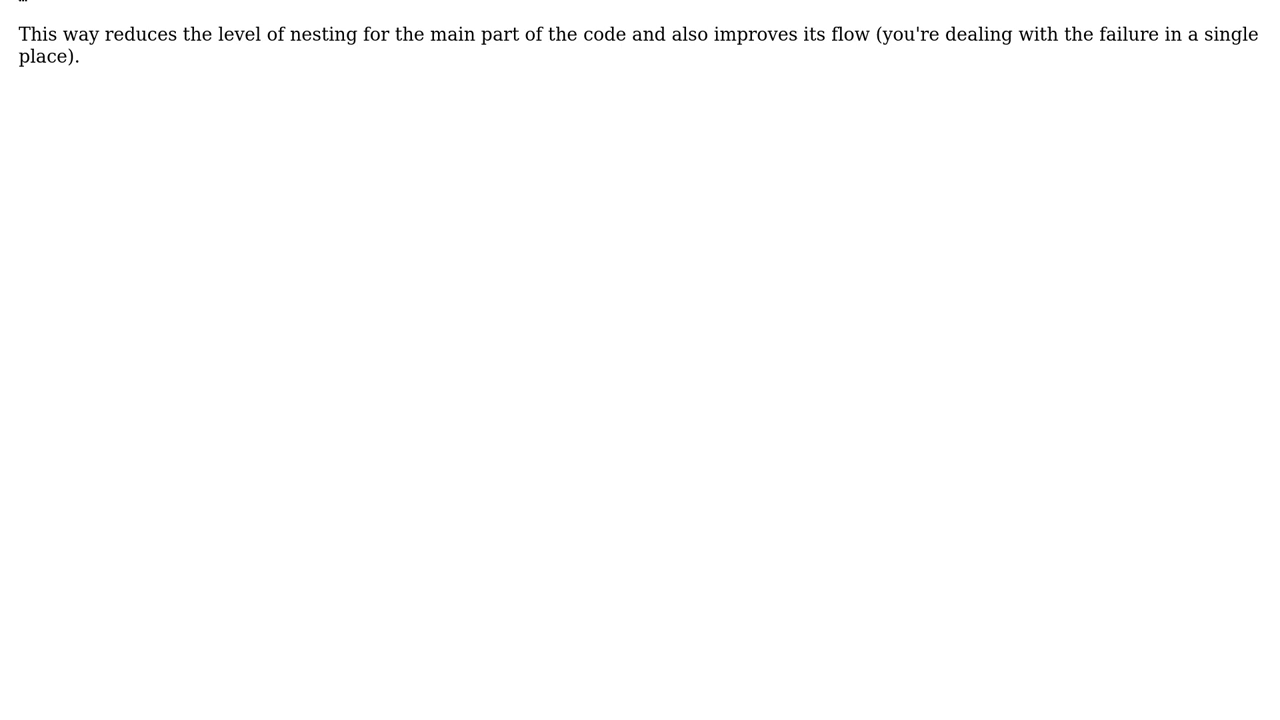 This way reduces the level of nesting for the main part of the code and also improves its flow (you're dealing with the failure in a single
place).